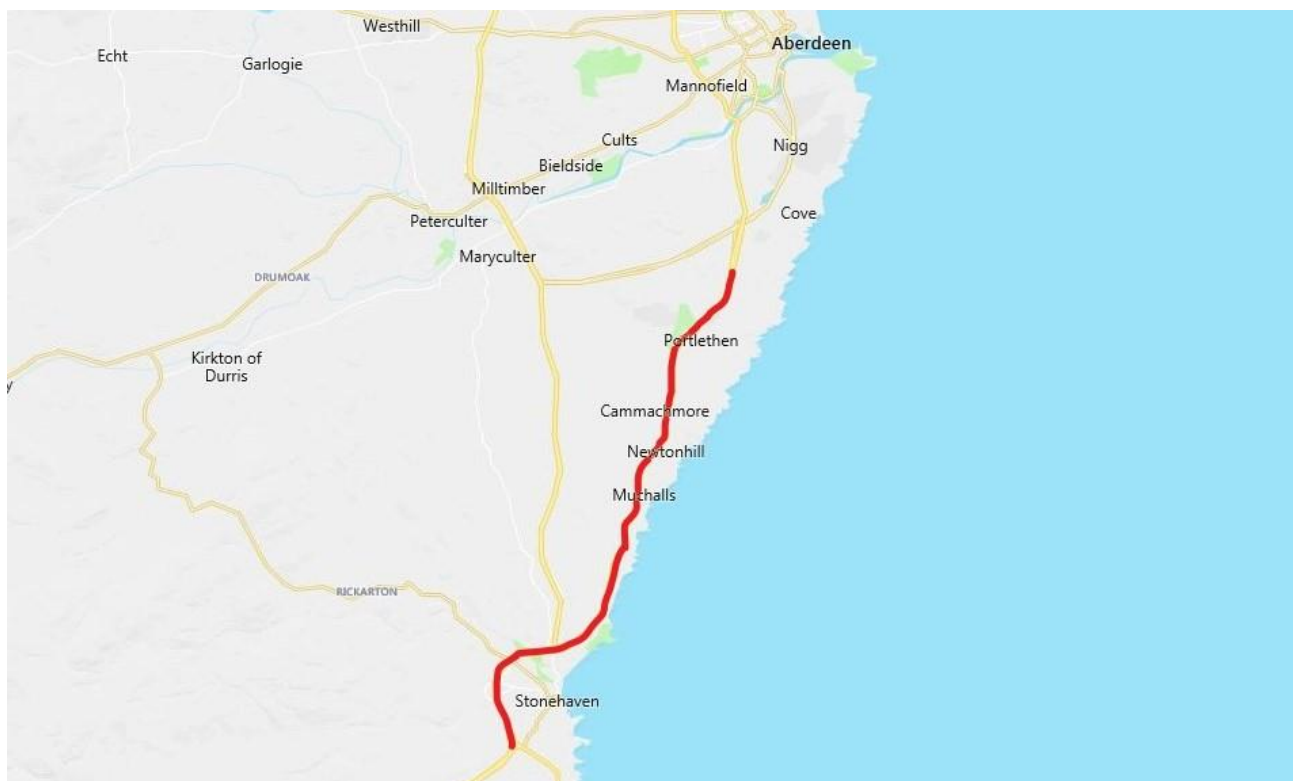 Westhill
Aberdeen
Echt
Garlogie
Mannofield
Cults
Nigg
Bieldside
Milltimber
Peterculter
Cove
Maryculter
DRUMOAK
Portlethen
Kirkton of
Durris
y
Cammachmore
Newtonhill
Muchalls
RICKARTON
Stonehaven